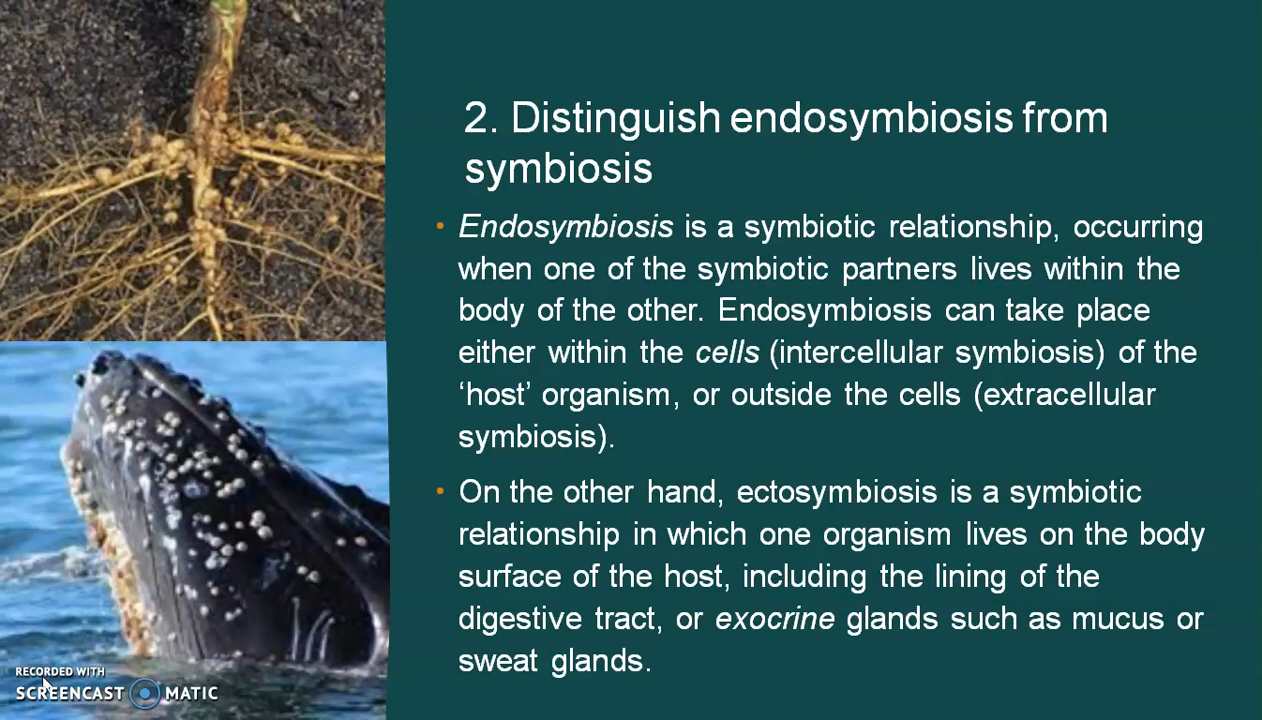 2. Distinguish endosymbiosis from
symbiosis
• Endosymbiosis is a symbiotic relationship, occurring
when one of the symbiotic partners lives within the
body of the other. Endosymbiosis can take place
either within the cells (intercellular symbiosis) of the
‘host’ organism, or outside the cells (extracellular
symbiosis).
• On the other hand, ectosymbiosis is a symbiotic
relationship in which one organism lives on the body
surface of the host, including the lining of the
digestive tract, or exocrine glands such as mucus or
sweat glands.
RECORDED WITH
SCREENCAST MATIC